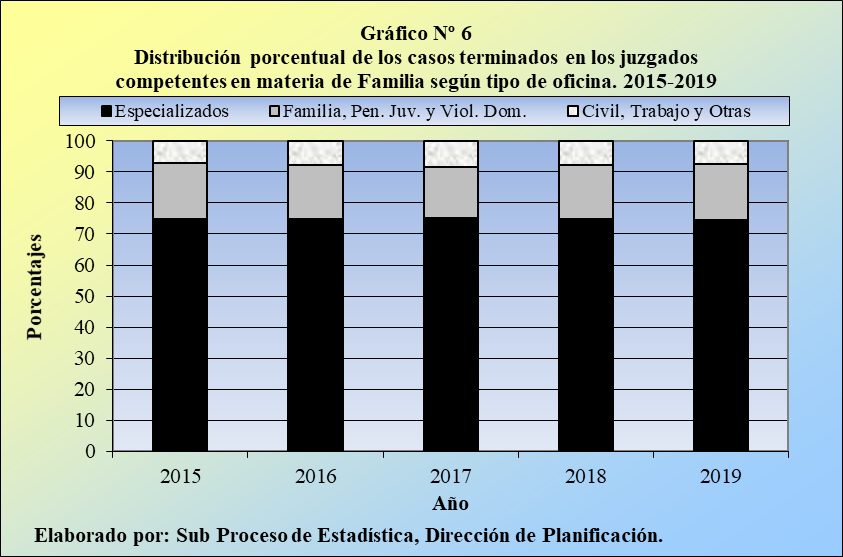 Gráfico Nº 6
Distribución porcentual de los casos terminados en los juzgados
competentes en materia de Familia según tipo de oficina. 2015-2019
Especializados Familia, Pen. Juv. y Viol. Dom. Civil, Trabajo y Otras
100
90
80
70
60
50
40
30
20
10
0
Porcentajes
2015 2016 2017 2018 2019
Año
Elaborado por: Sub Proceso de Estadística, Dirección de Planificación.